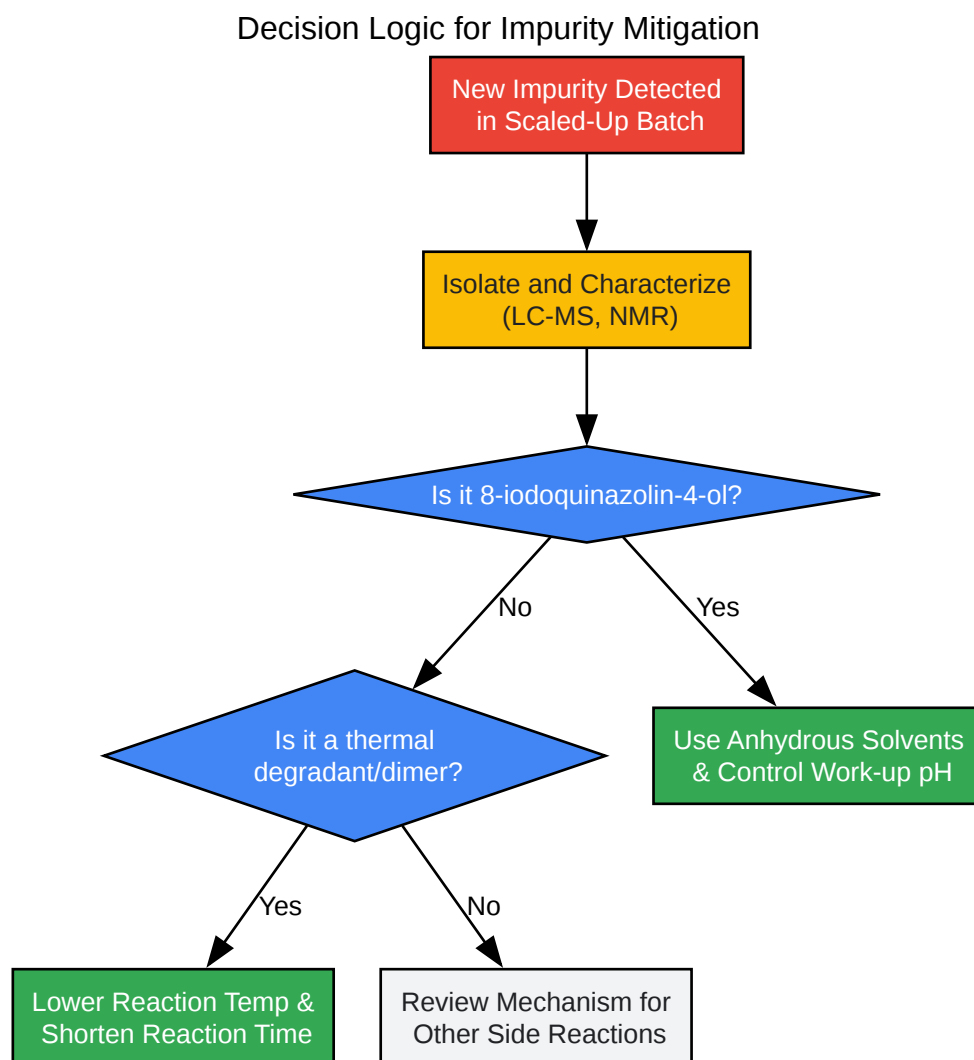 Decision Logic for Impurity Mitigation
New Impurity Detected
in Scaled-Up Batch
Isolate and Characterize
(LC-MS, NMR)
Is it 8-iodoquinazolin-4-ol?
No
Yes
Is it a thermal
degradant/dimer?
Use Anhydrous Solvents
& Control Work-up pH
Yes
No
Lower Reaction Temp &
Shorten Reaction Time
Review Mechanism for
Other Side Reactions